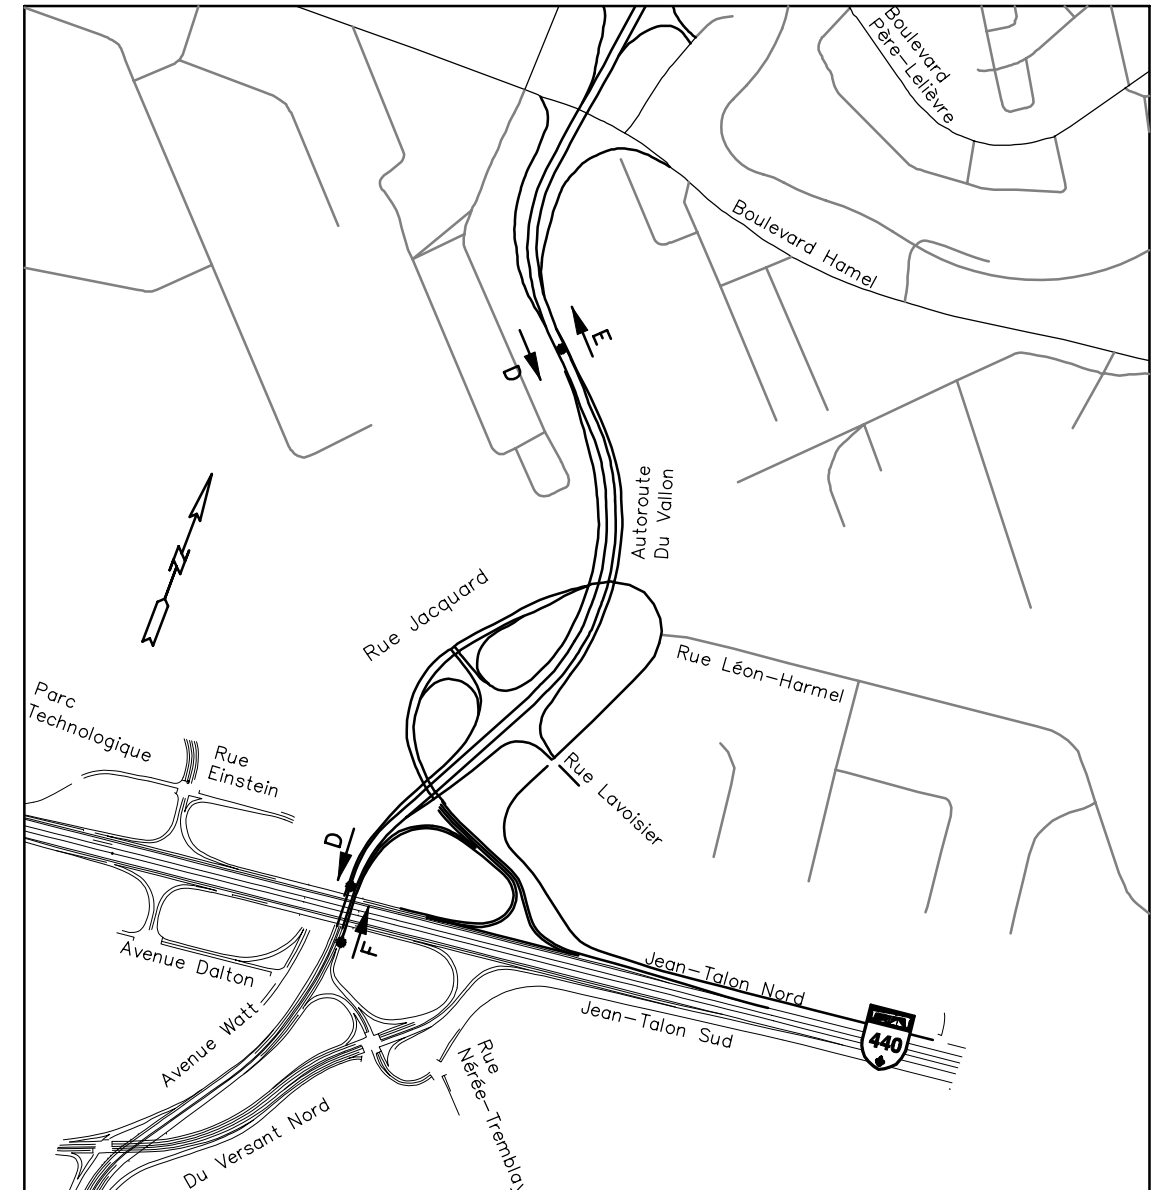 Boulevard
Père-Lelièvre
Boulevard Hamel
E
D
Autoroute
Du Vallon
N
Rue Jacquard
Rue Léon-Harmel
Parc
Technologique
Rue
Einstein
Rue Lavoisier
D
F
Avenue Dalton
Jean-Talon Nord
Jean-Talon Sud
440
Avenue Watt
Rue
Nérée-Tremblay
Du Versant Nord